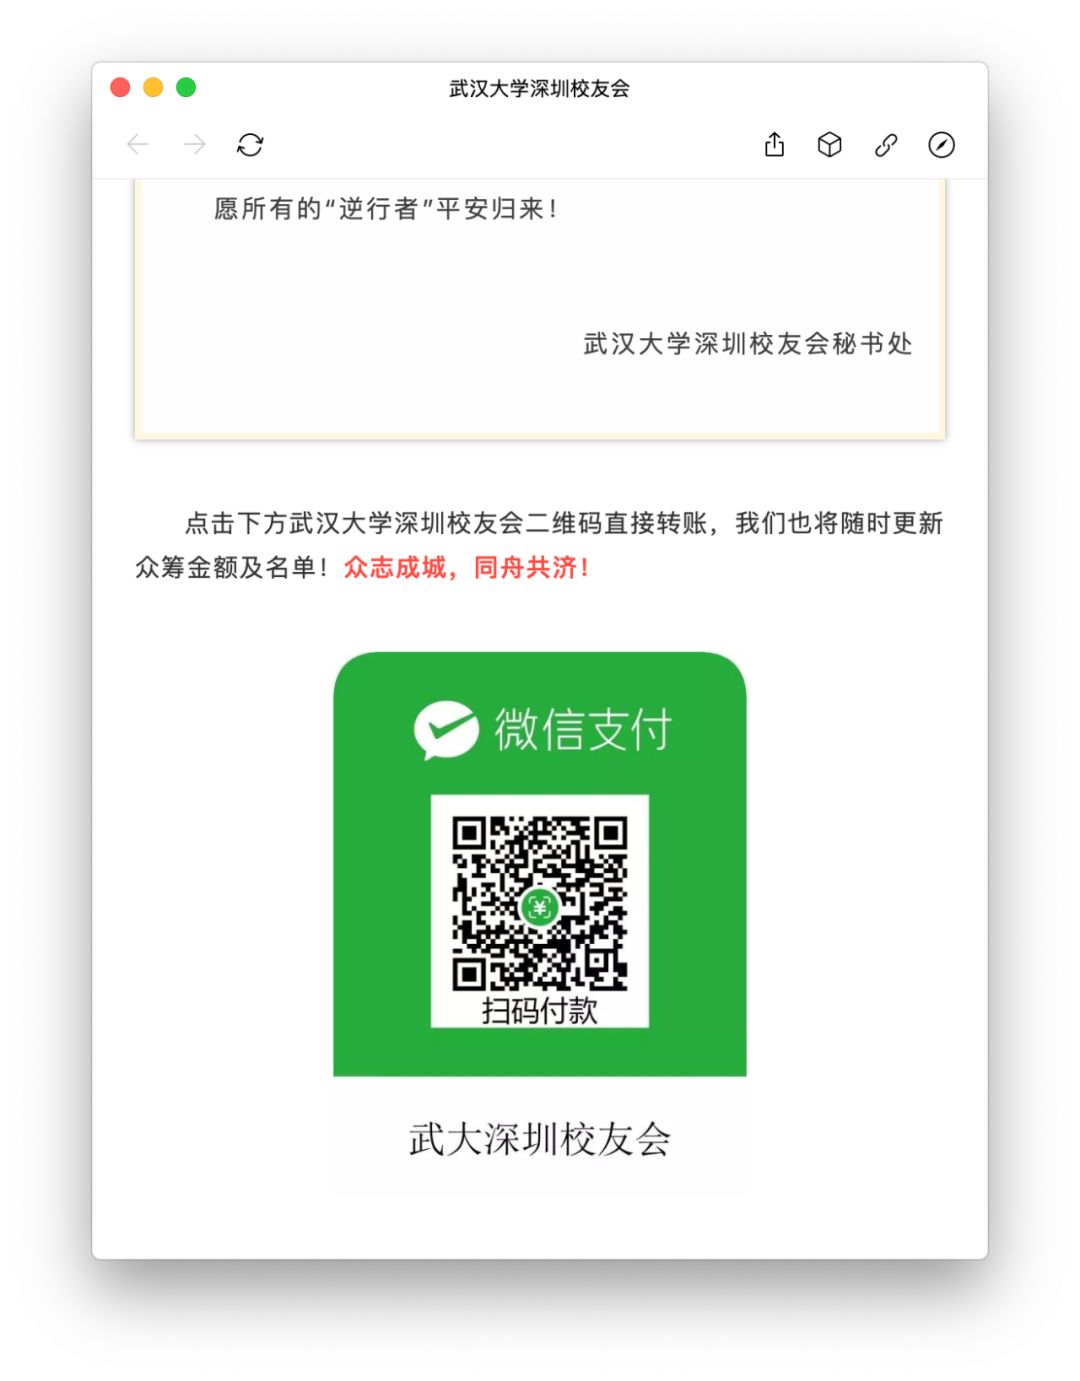 武汉大学深圳校友会
愿所有的“逆行者”平安归来！
武汉大学深圳校友会秘书处
点击下方武汉大学深圳校友会二维码直接转账，我们也将随时更新
众筹金额及名单！众志成城，同舟共济！
微信支付
扫码付款
武大深圳校友会